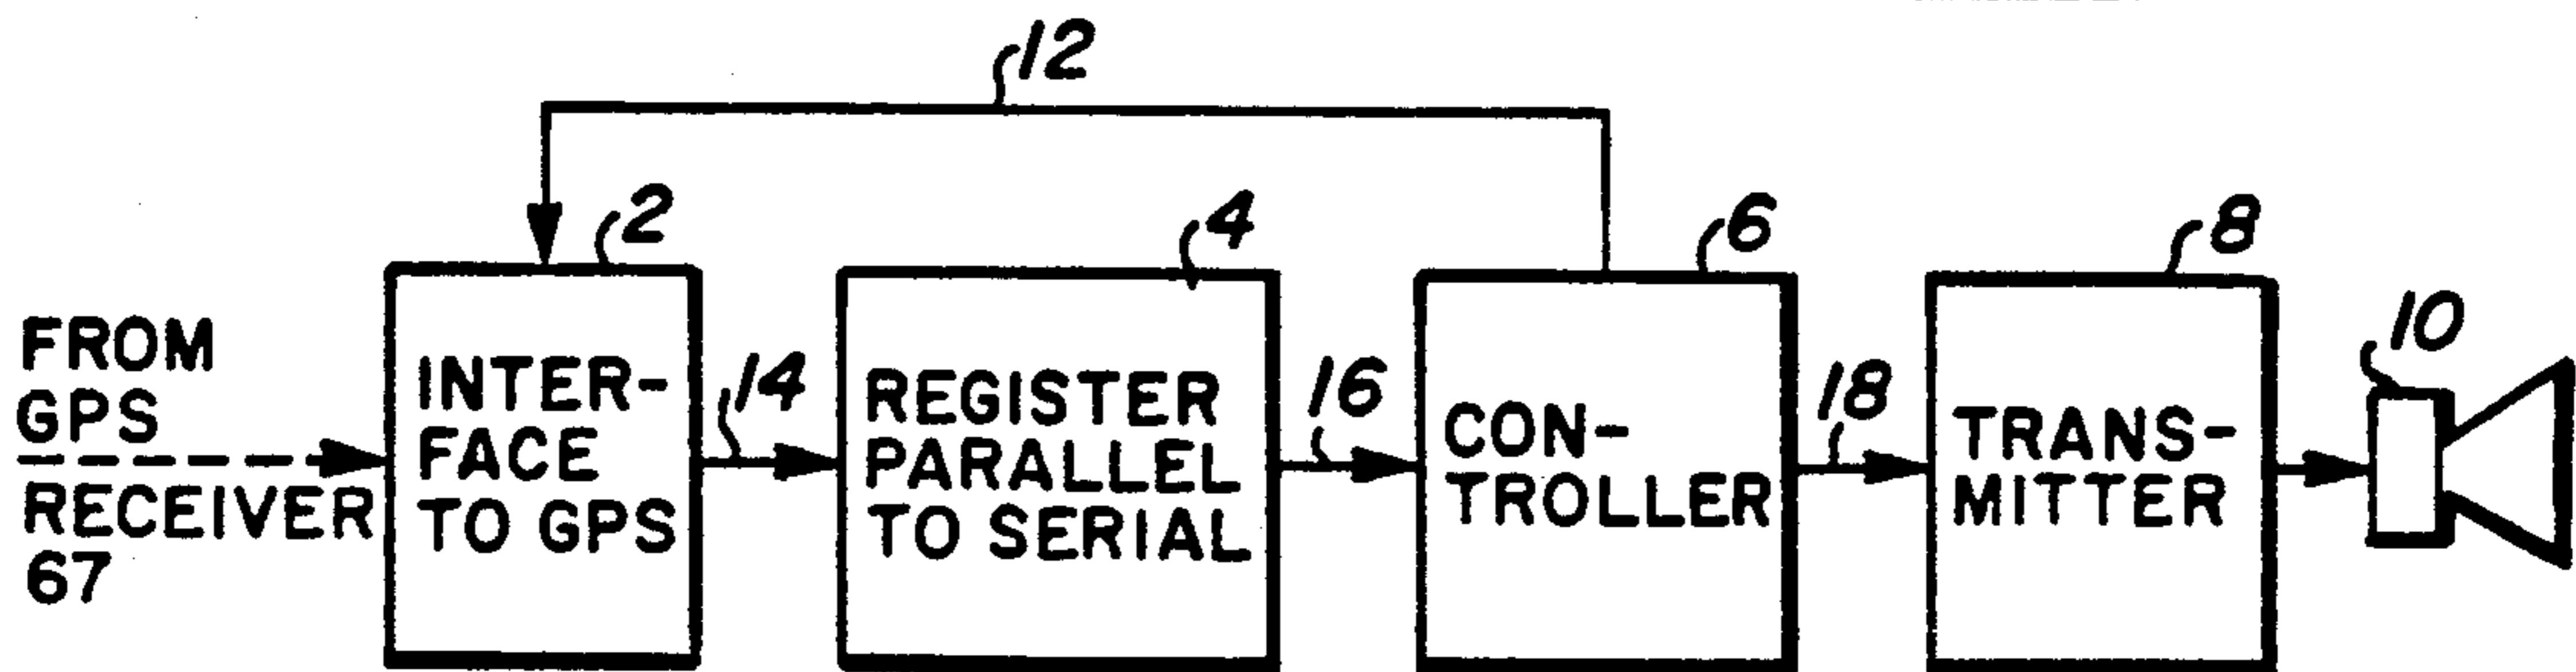 12
2
4
6
8
10
FROM
GPS
RECEIVER
67
INTER-
FACE
TO GPS
14
REGISTER
PARALLEL
TO SERIAL
16
CON-
TROLLER
18
TRANS-
MITTER